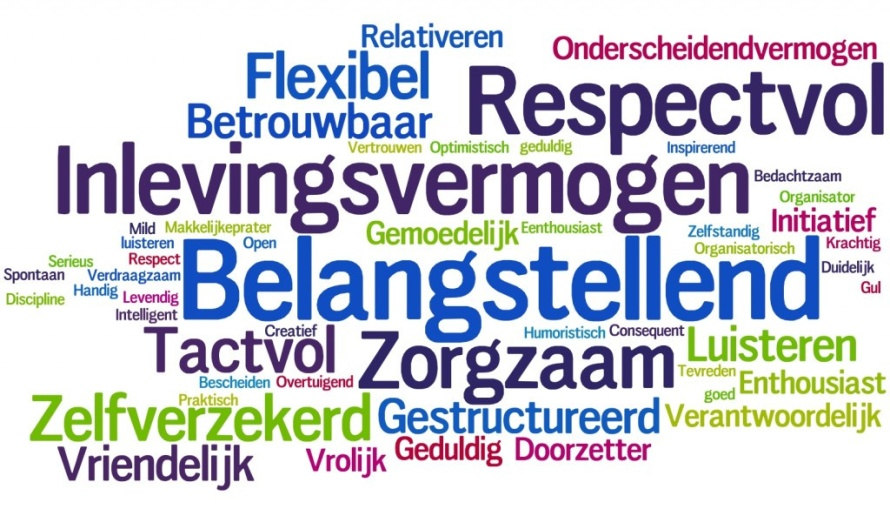 Relativeren
Onderscheidendvermogen
Flexibel
Respectvol
Betrouwbaar
Vertrouwen
Optimistisch
geduldig
Inspirerend
Inlevingsvermogen
Bedachtzaam
Organisator
Mild
Makkelijkeprater
Gemoedelijk
Eenthousiast
Zelfstandig
Initiatief
luisteren
Open
Organisatorisch
Krachtig
Serieus
Respect
Belangstellend
Duidelijk
Spontaan
Verdraagzaam
Handig
Levendig
Gul
Discipline
Intelligent
Creatief
Humoristisch
Consequent
Tactvol
Zorgzaam
Luisteren
Bescheiden
Overtuigend
Tevreden
Enthousiast
goed
Praktisch
Zelfverzekerd
Gestructureerd
Verantwoordelijk
Vriendelijk
Vrolijk
Geduldig
Doorzetter